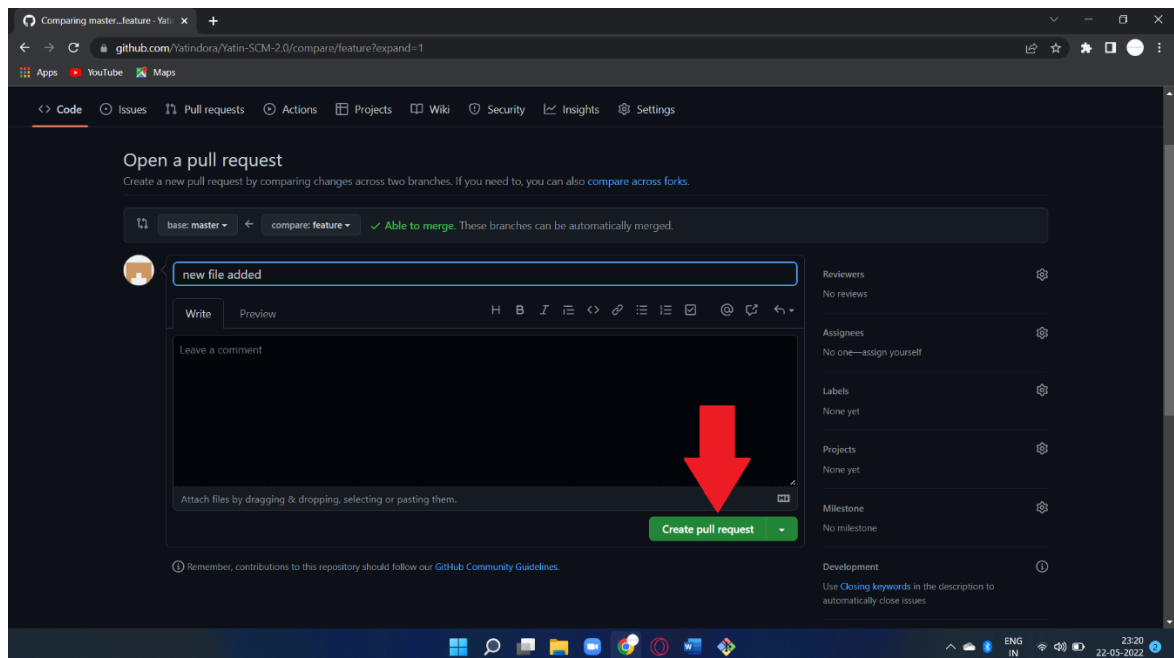 Comparing master...feature · Yati
github.com/Yatindora/Yatin-SCM-2.0/compare/feature?expand=1
Apps YouTube Maps
<> Code Issues Pull requests Actions Projects Wiki Security Insights Settings
Open a pull request
Create a new pull request by comparing changes across two branches. If you need to, you can also compare across forks.
base: master compare: feature Able to merge. These branches can be automatically merged.
new file added
Write Preview H B I @
Leave a comment
Attach files by dragging & dropping, selecting or pasting them.
Create pull request
Remember, contributions to this repository should follow our GitHub Community Guidelines.
Reviewers
No reviews
Assignees
No one—assign yourself
Labels
None yet
Projects
None yet
Milestone
No milestone
Development
Use Closing keywords in the description to
automatically close issues
ENG
IN
23:20
22-05-2022
2